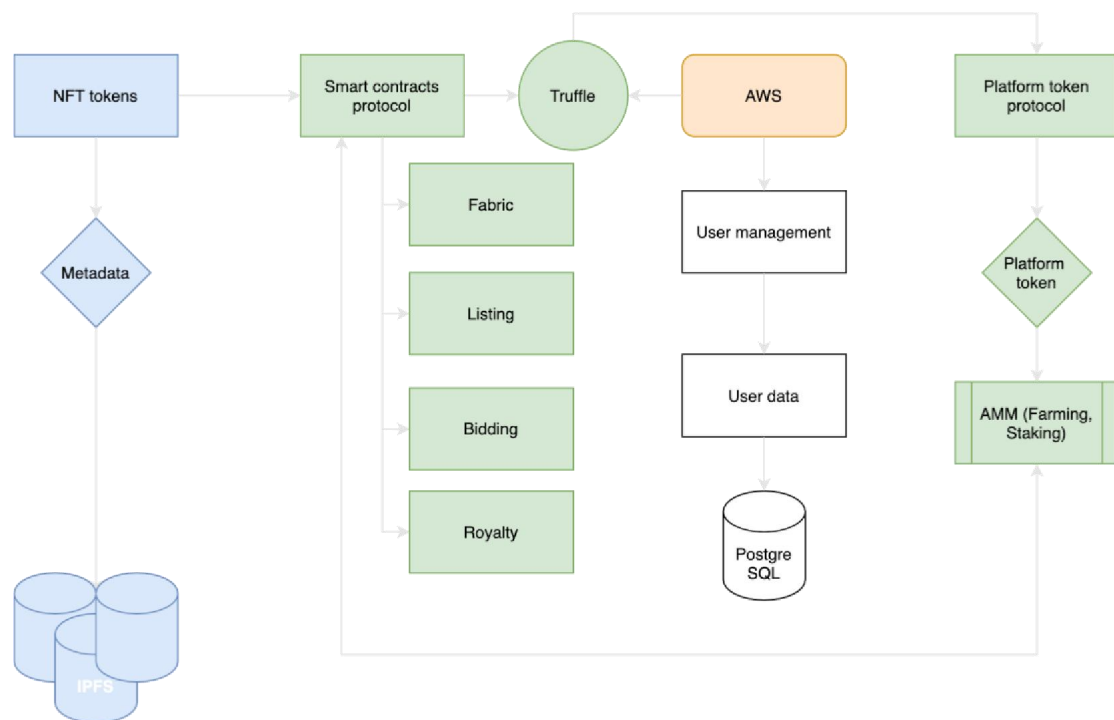 NFT tokens
Smart contracts
protocol
Truffle
AWS
Platform token
protocol
Fabric
User management
Metadata
Platform
token
Listing
User data
AMM (Farming,
Staking)
Bidding
Royalty
Postgre
SQL
IPFS